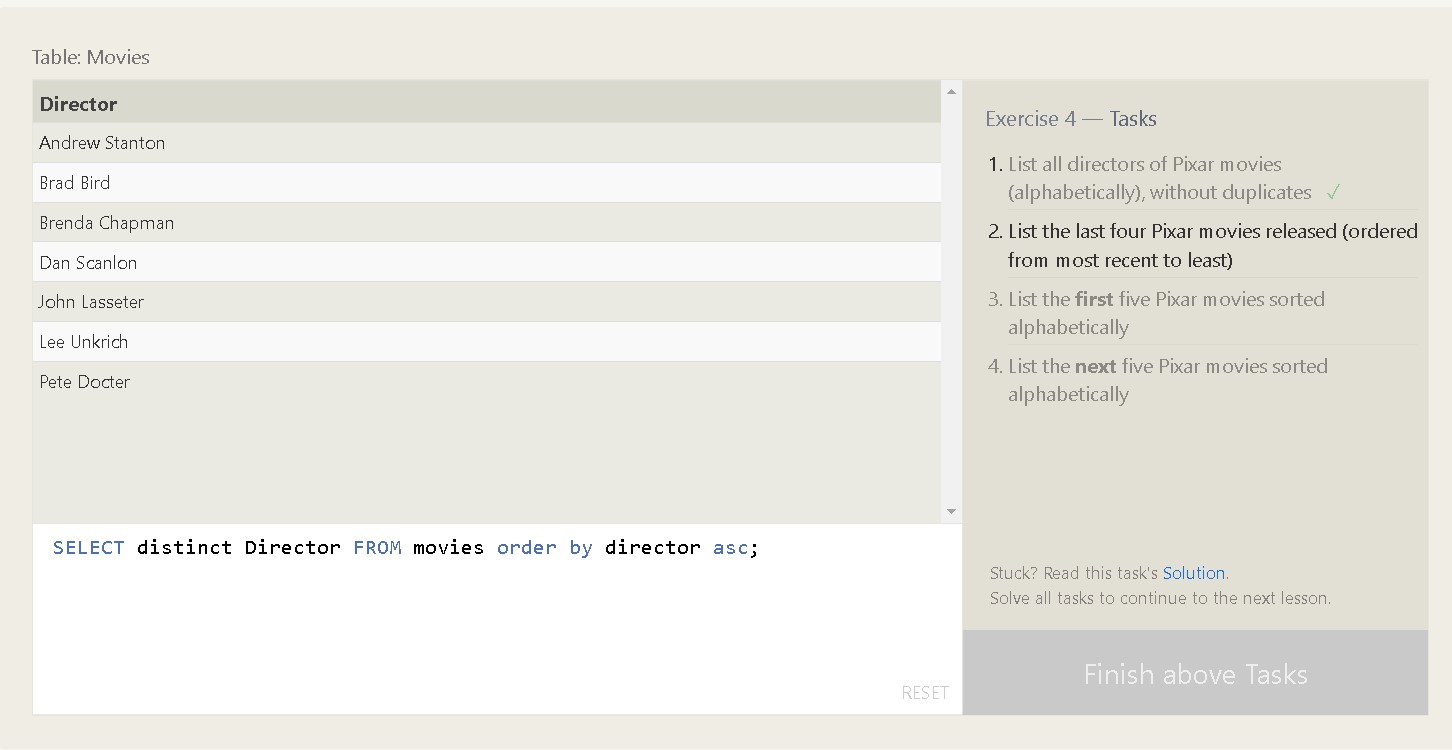 Table: Movies
Director
Andrew Stanton
Brad Bird
Brenda Chapman
Dan Scanlon
John Lasseter
Lee Unkrich
Pete Docter
SELECT distinct Director FROM movies order by director asc;
RESET
Exercise 4 — Tasks
1. List all directors of Pixar movies
(alphabetically), without duplicates ✓
2. List the last four Pixar movies released (ordered
from most recent to least)
3. List the first five Pixar movies sorted
alphabetically
4. List the next five Pixar movies sorted
alphabetically
Stuck? Read this task's Solution.
Solve all tasks to continue to the next lesson.
Finish above Tasks